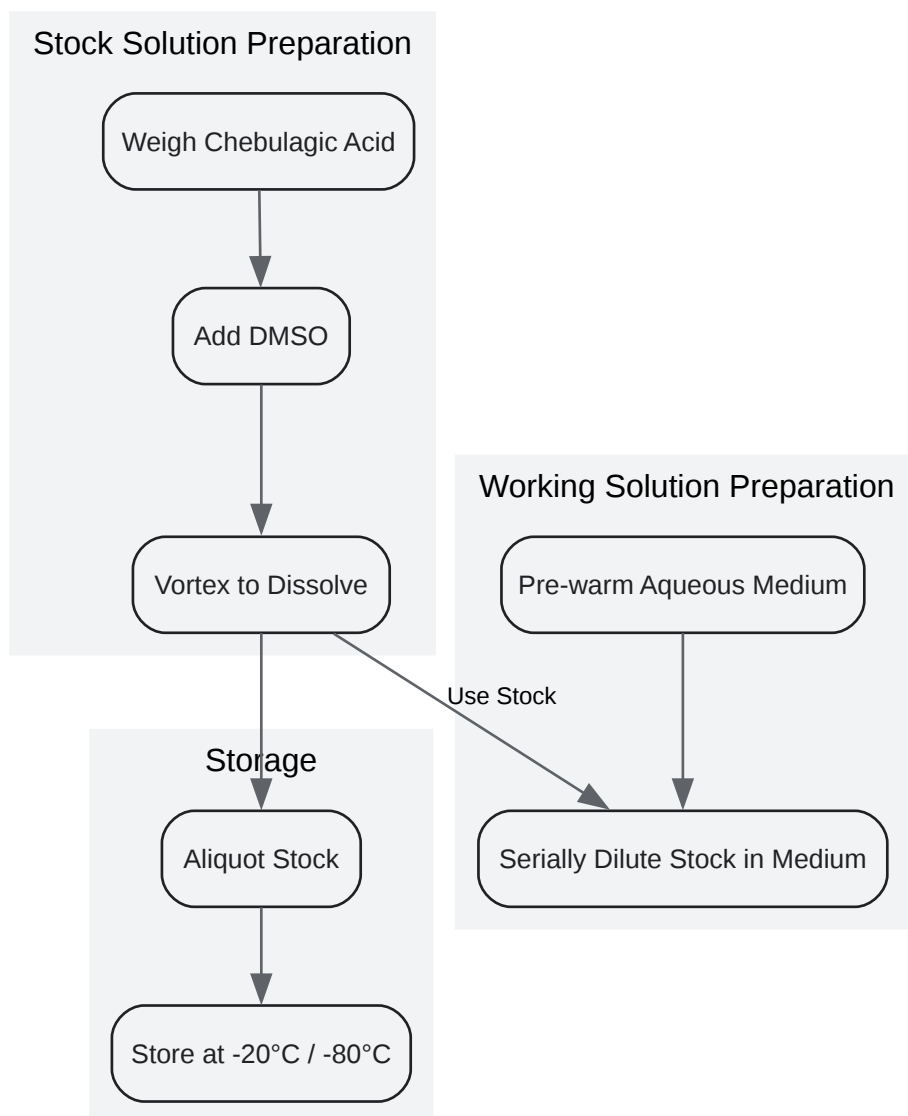 Stock Solution Preparation
Weigh Chebulagic Acid
Add DMSO
Vortex to Dissolve
Working Solution Preparation
Pre-warm Aqueous Medium
Use Stock
Serially Dilute Stock in Medium
Storage
Aliquot Stock
Store at -20°C / -80°C